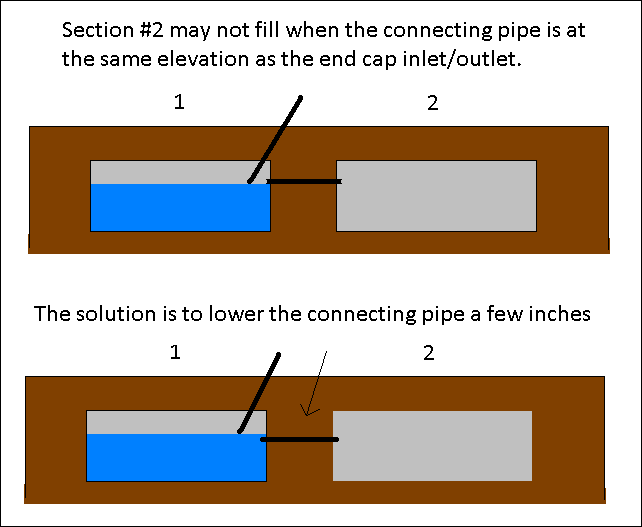 Section #2 may not fill when the connecting pipe is at
the same elevation as the end cap inlet/outlet.
1 2
The solution is to lower the connecting pipe a few inches
1 2